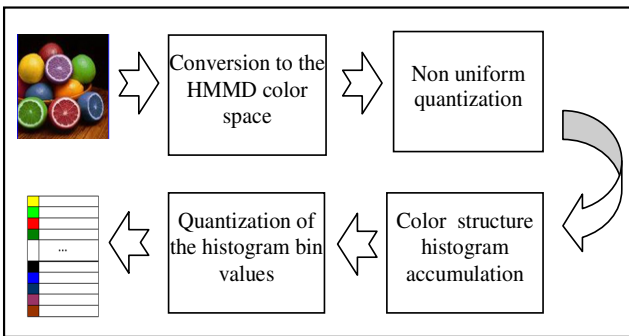 Conversion to the
HMMD color
space
Non uniform
quantization
Color structure
histogram
accumulation
Quantization of
the histogram bin
values
...